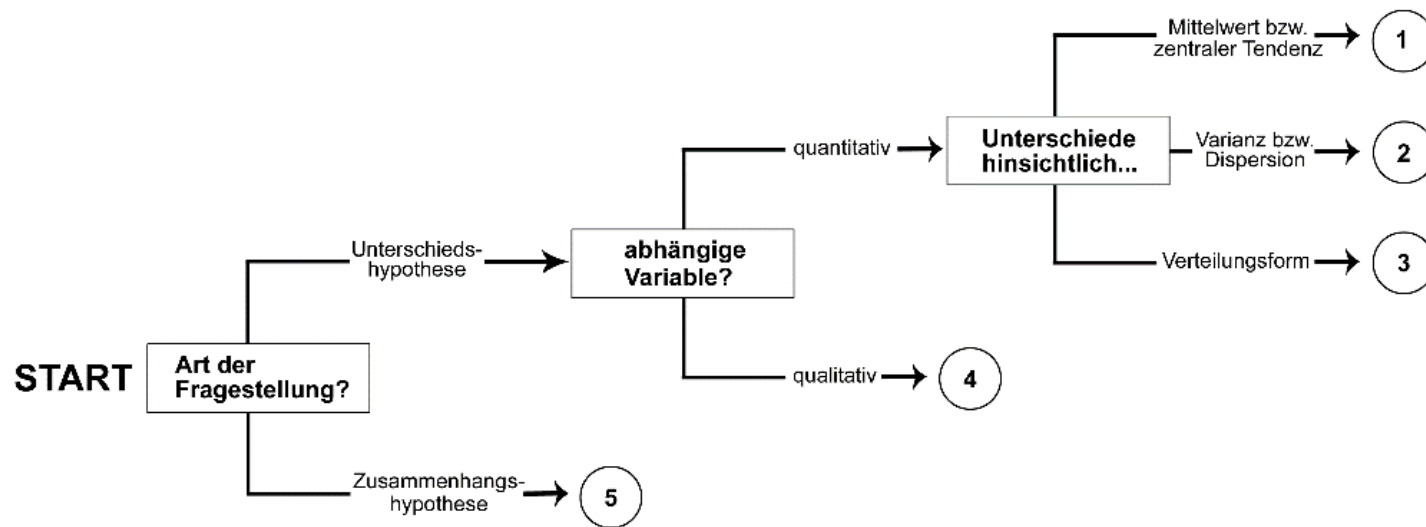 START
Art der
Fragestellung?
Unterschieds-
hypothese
abhängige
Variable?
quantitativ
Unterschiede
hinsichtlich...
Mittelwert bzw.
zentraler Tendenz
1
Varianz bzw.
Dispersion
2
Verteilungsform
3
qualitativ
4
Zusammenhangs-
hypothese
5